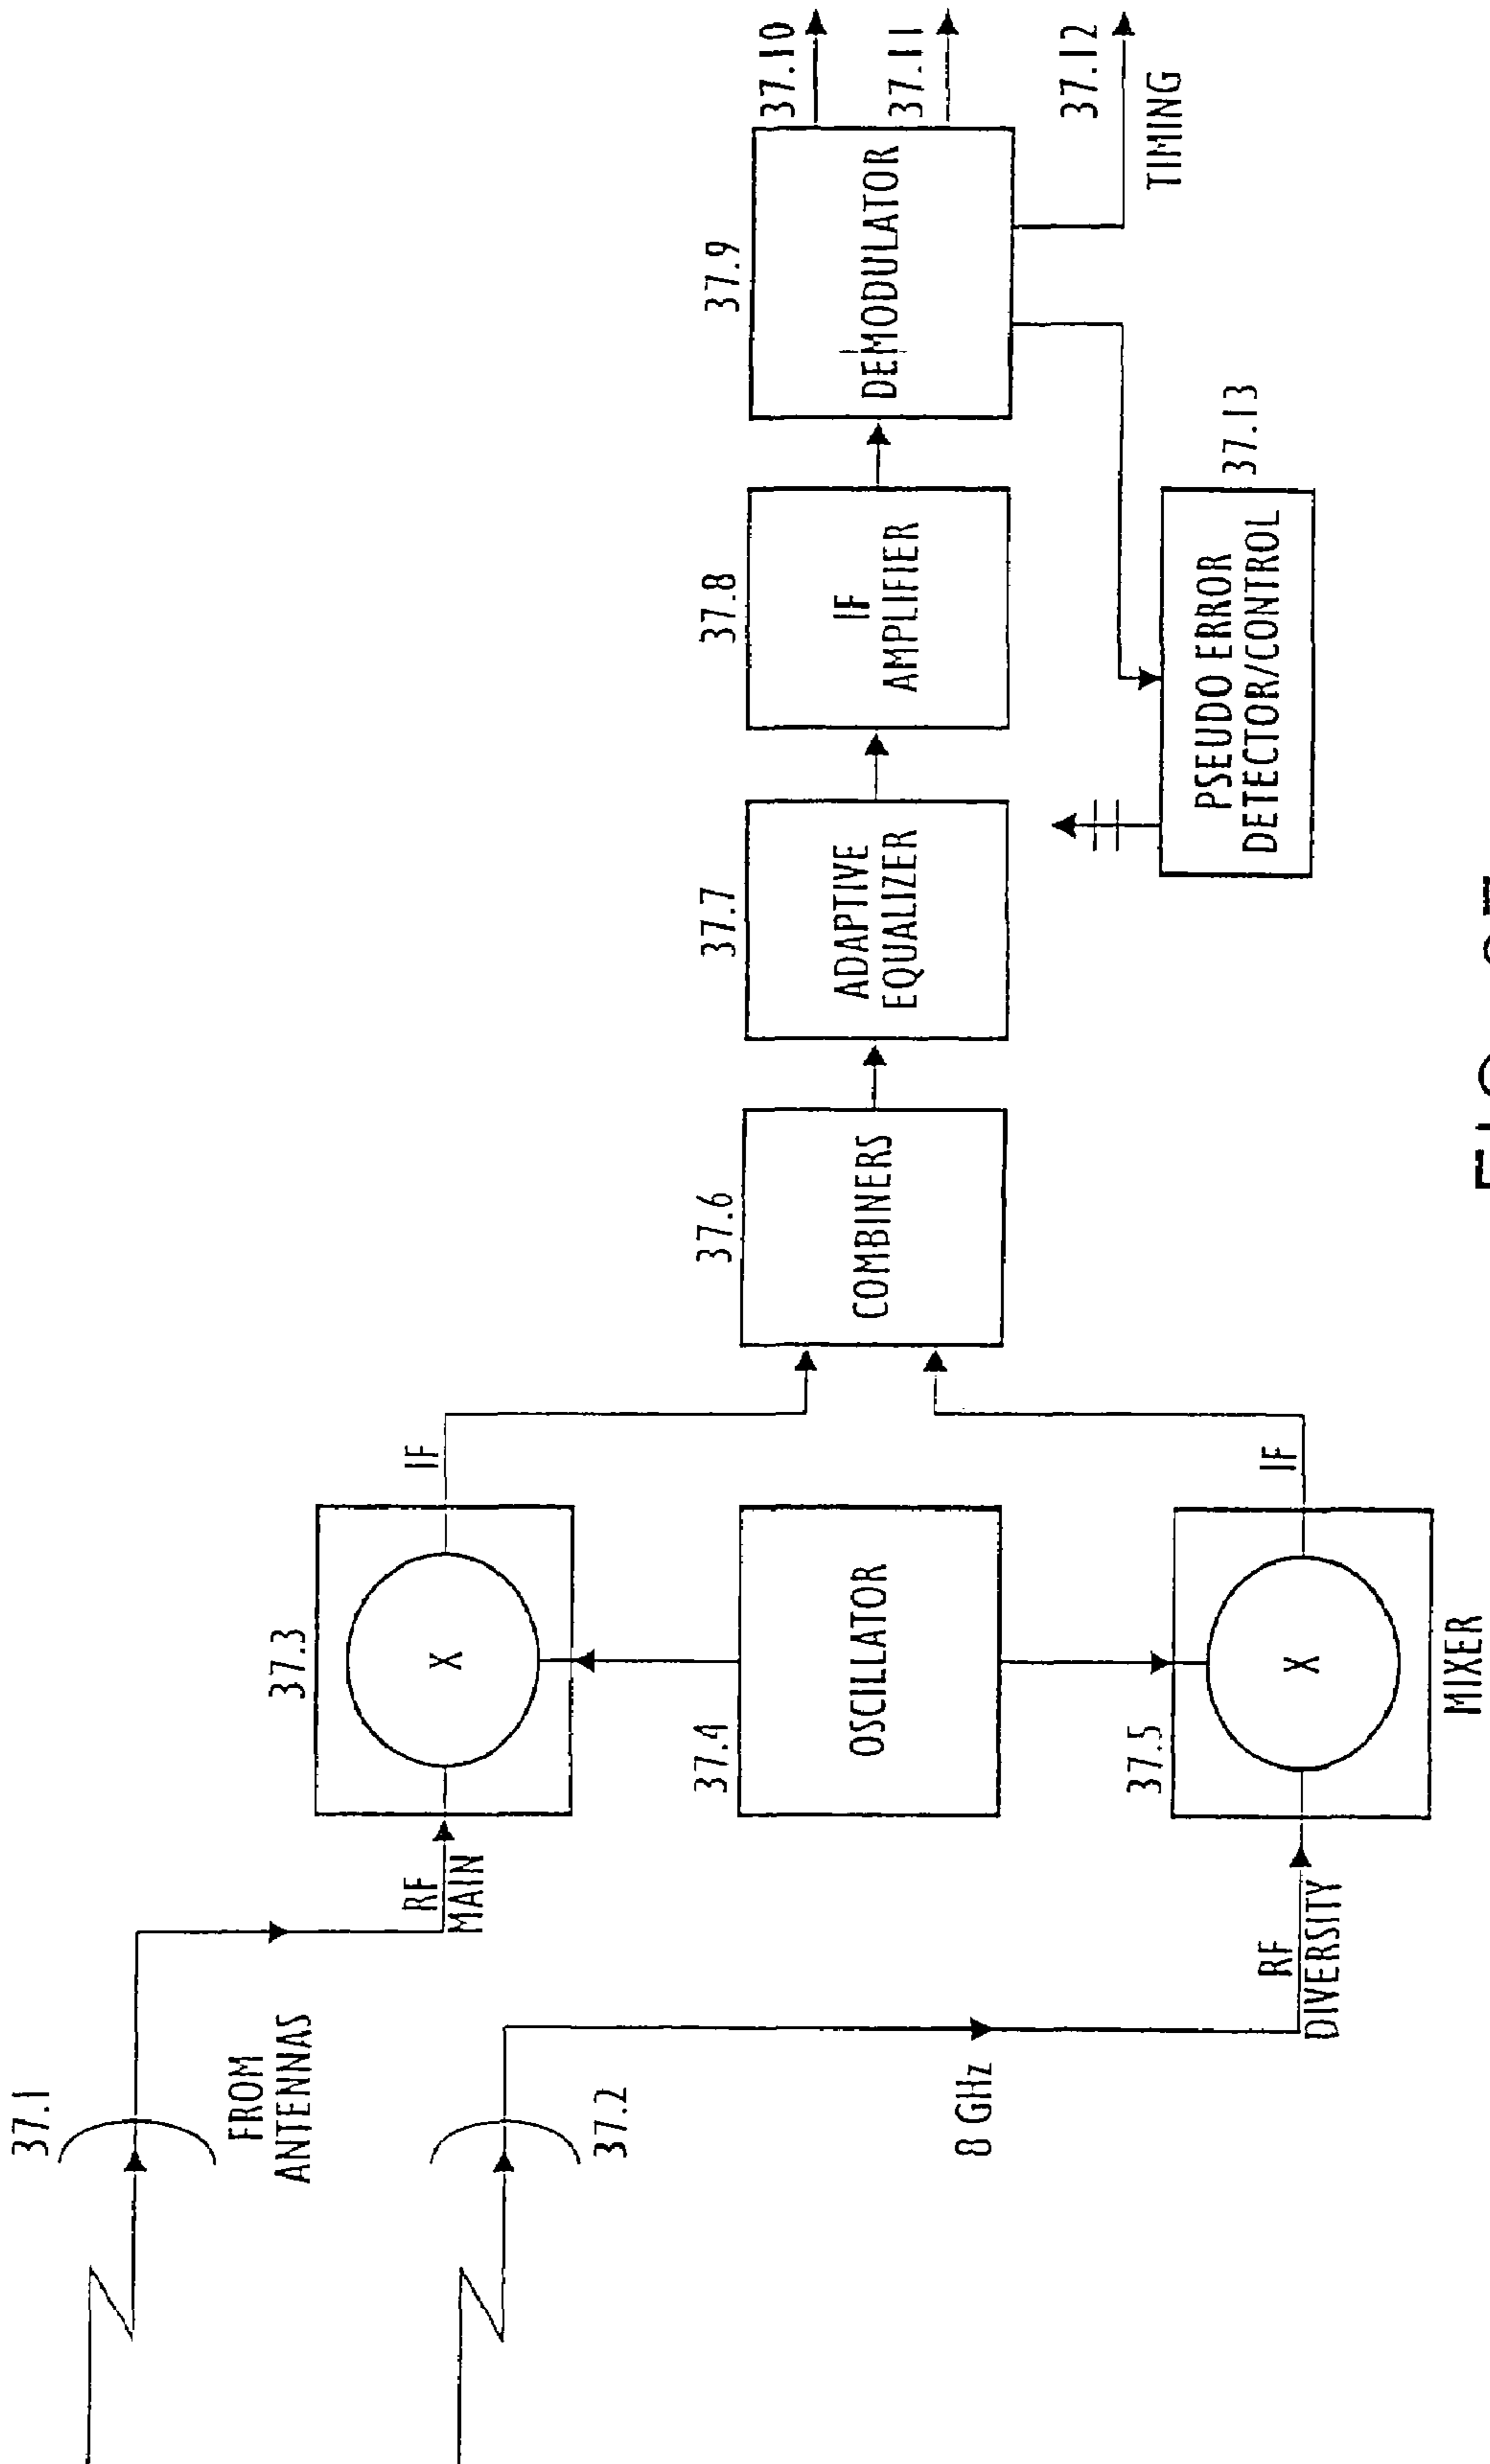 37.1
FROM
ANTENNAS
37.2
8 GHz
RF
MAIN
RF
DIVERSITY
37.3
X
37.4
OSCILLATOR
37.5
X
MIXER
IF
IF
37.6
COMBINERS
37.7
ADAPTIVE
EQUALIZER
37.8
IF
AMPLIFIER
37.9
DEMODULATOR
37.10
37.11
37.12
TIMING
PSEUDO ERROR
DETECTOR/CONTROL
37.13